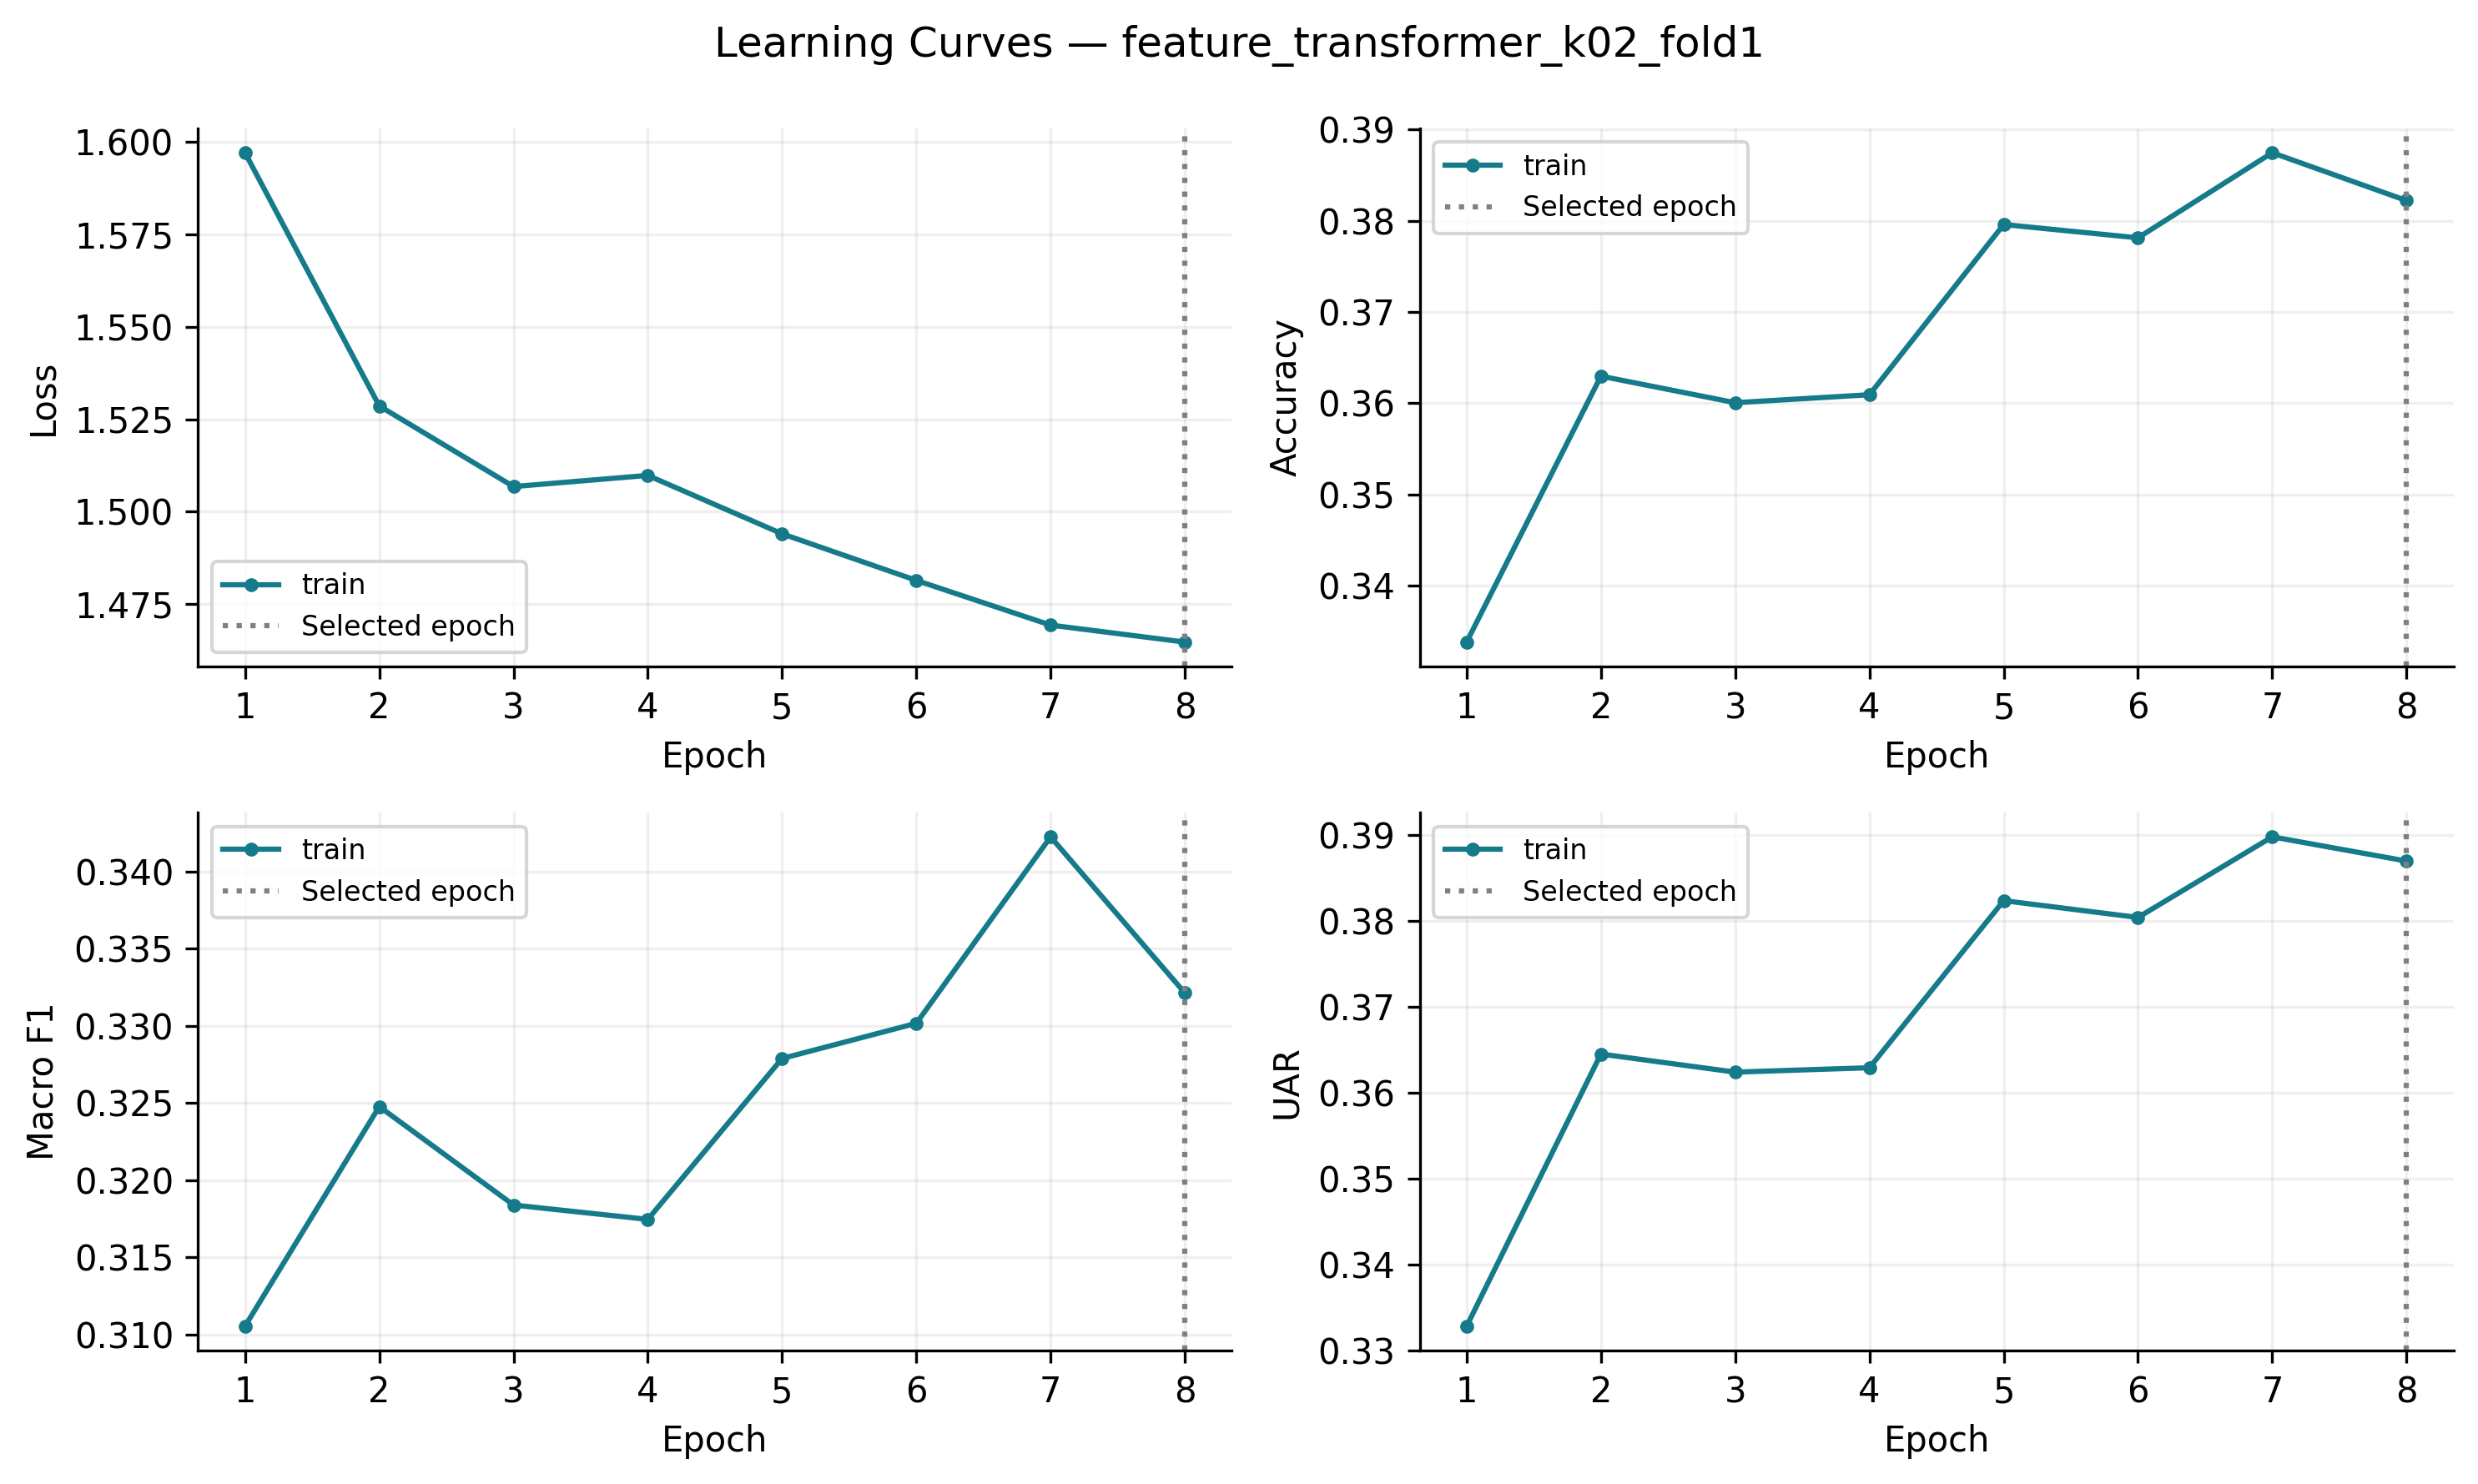 Learning Curves — feature_transformer_k02_fold1
Loss
1.600
1.575
1.550
1.525
1.500
1.475
train
Selected epoch
1 2 3 4 5 6 7 8
Epoch
Accuracy
0.39
0.38
0.37
0.36
0.35
0.34
train
Selected epoch
1 2 3 4 5 6 7 8
Epoch
Macro F1
0.340
0.335
0.330
0.325
0.320
0.315
0.310
train
Selected epoch
1 2 3 4 5 6 7 8
Epoch
UAR
0.39
0.38
0.37
0.36
0.35
0.34
0.33
train
Selected epoch
1 2 3 4 5 6 7 8
Epoch